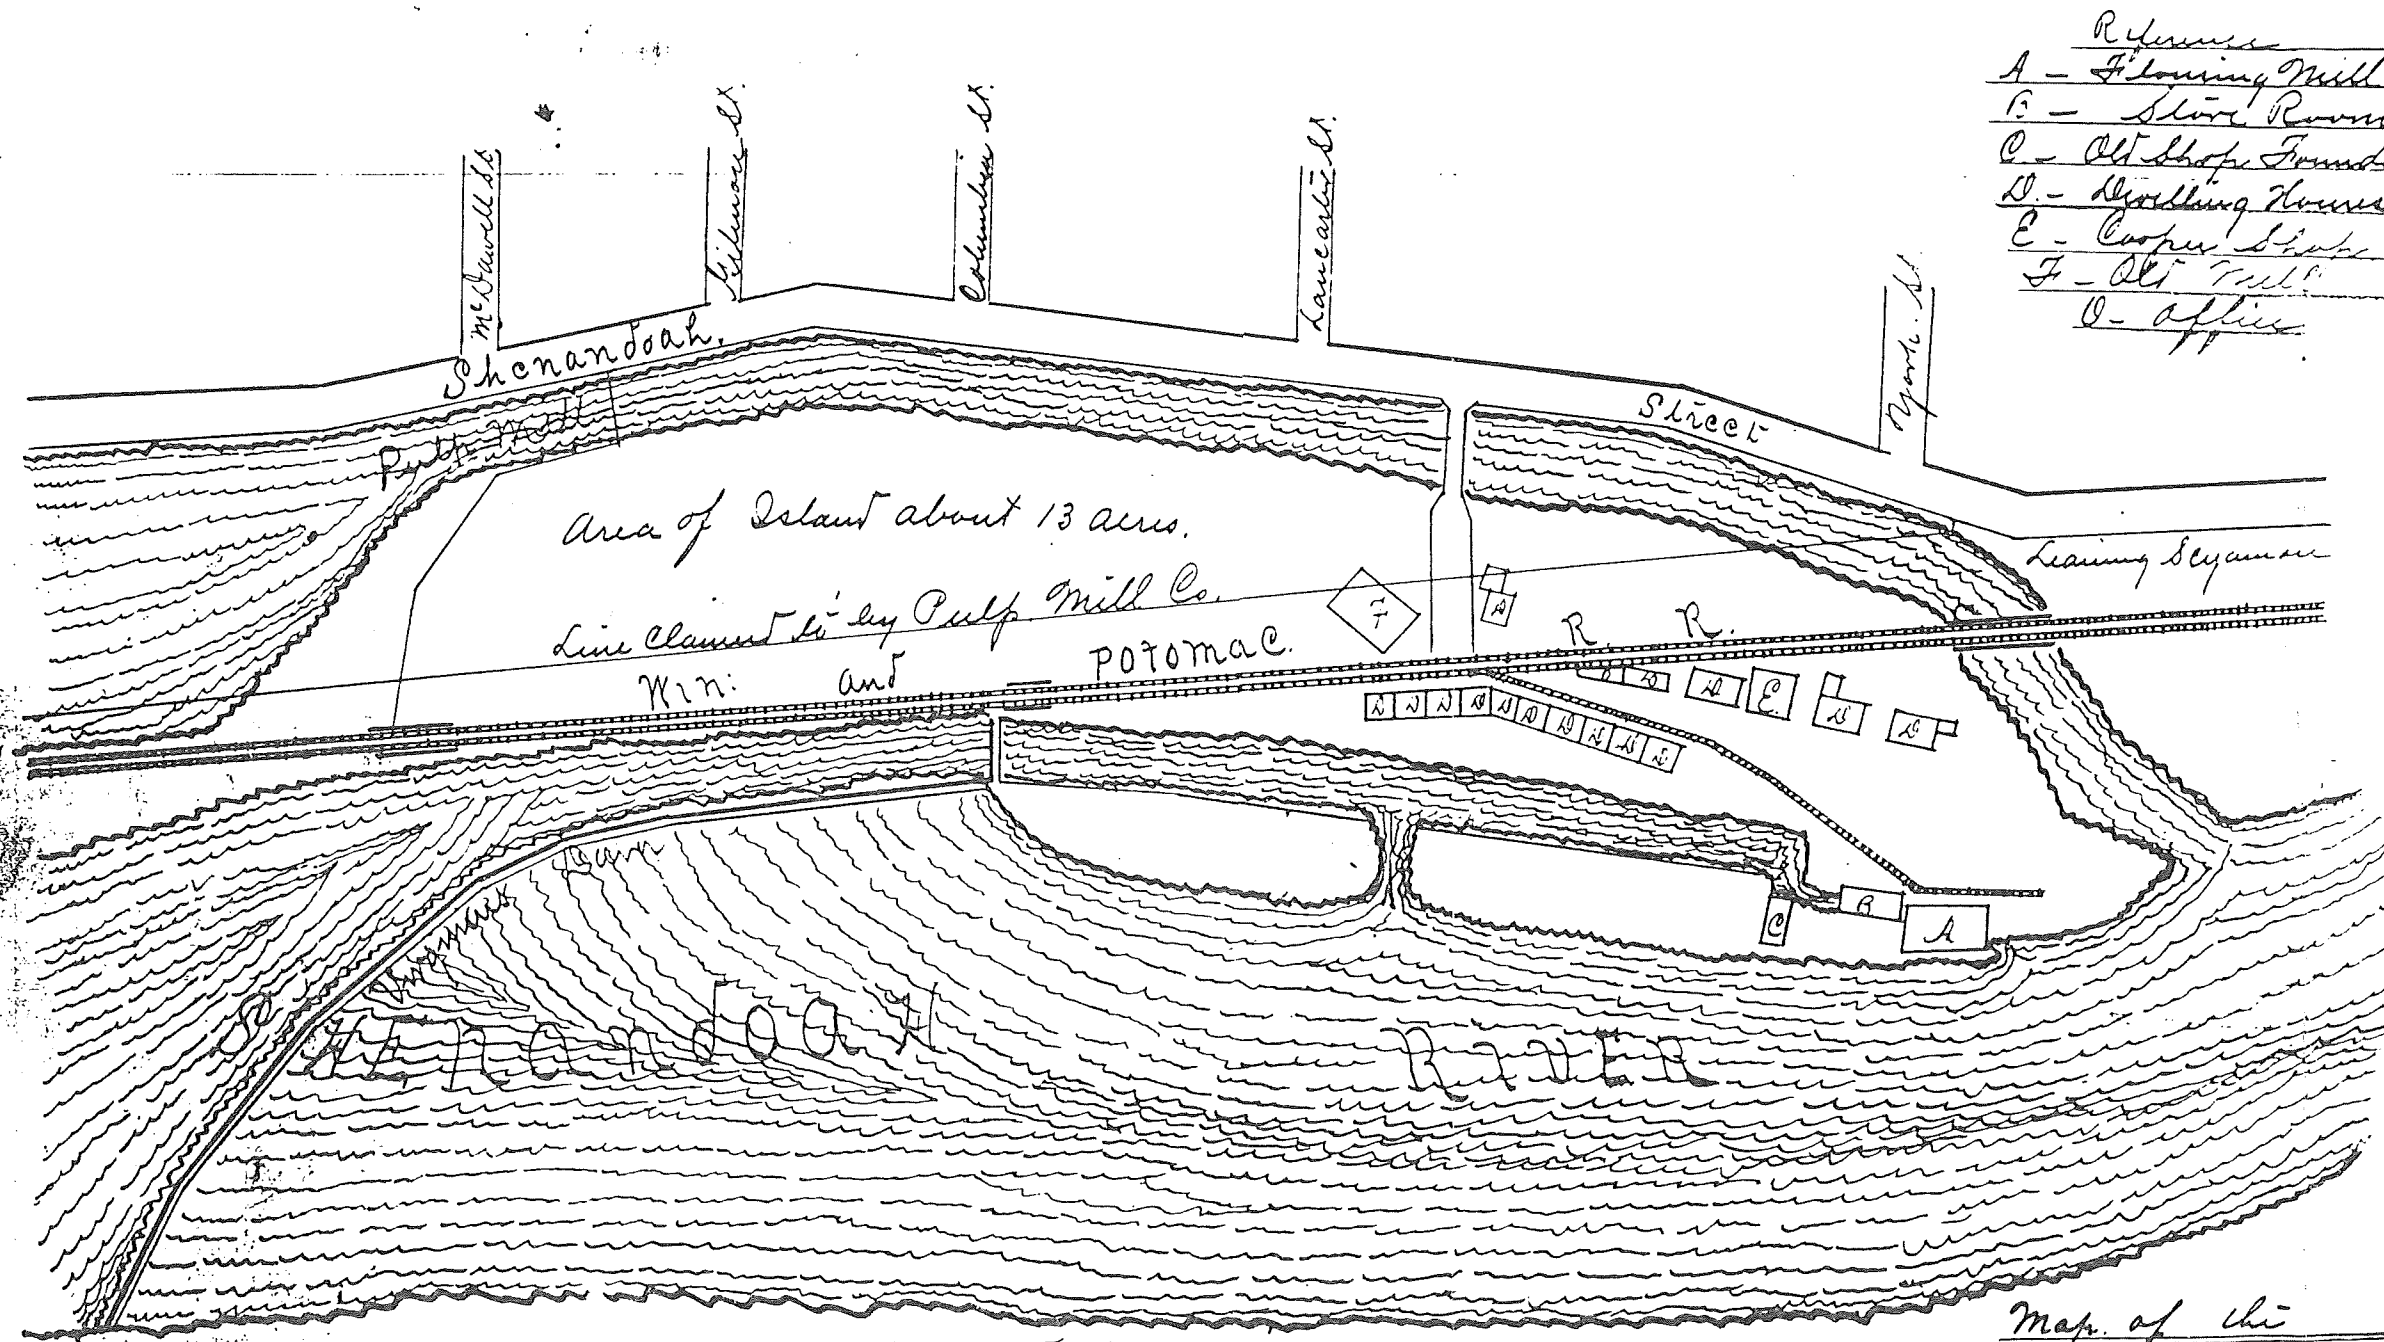 Reference
A - Flouring Mill
B - Store Room
C - Old Shop Found
D. - Dwelling Houses
E - Cooper Shop
F - Old Mill
O - Office
McDowell St.
Gilmore St.
Columbia St.
Lancaster St.
York St.
Shenandoah.
Street
Pulp Mill
Area of Island about 13 acres.
Leaning Scyamore
Line Claimed to by Pulp Mill Co.
Win: and Potomac. R. R.
F
D
D
D
E
D
D
D D D D D D D D D D
Dam
C
B
A
SHEnandoaH RIVER
Map of the